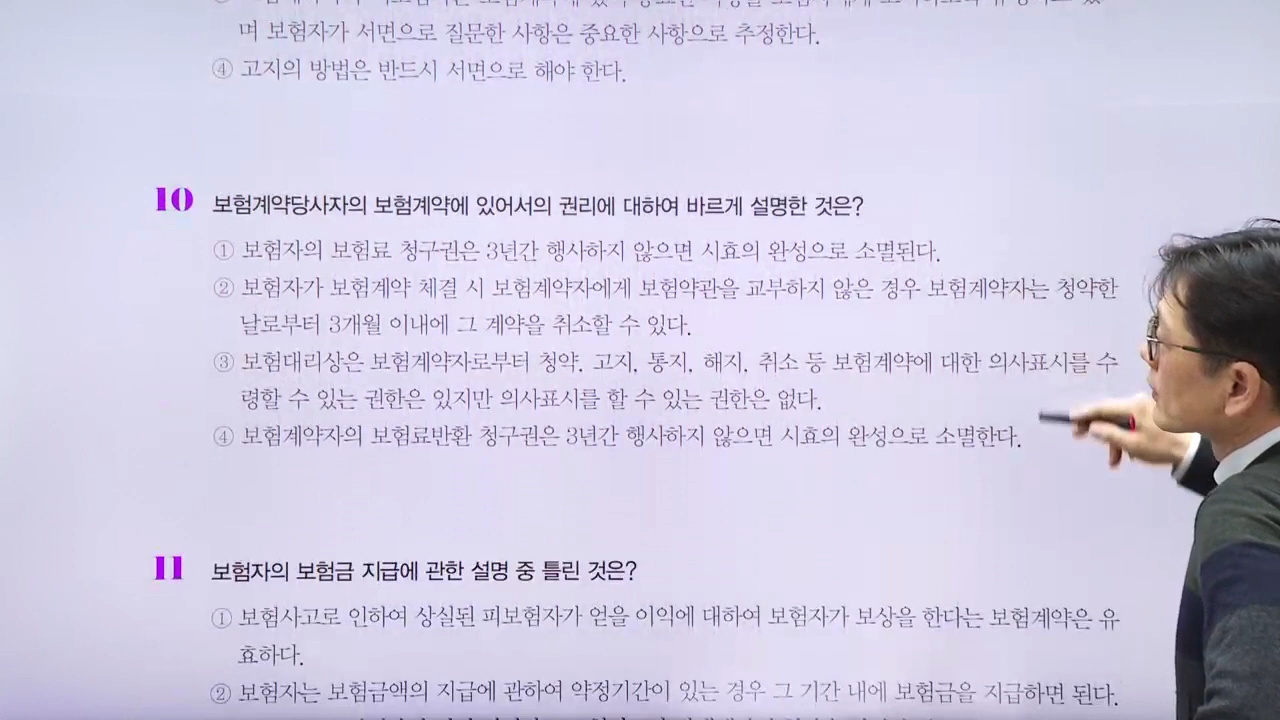 며 보험자가 서면으로 질문한 사항은 중요한 사항으로 추정한다.
④ 고지의 방법은 반드시 서면으로 해야 한다.
10 보험계약당사자의 보험계약에 있어서의 권리에 대하여 바르게 설명한 것은?
① 보험자의 보험료 청구권은 3년간 행사하지 않으면 시효의 완성으로 소멸된다.
② 보험자가 보험계약 체결 시 보험계약자에게 보험약관을 교부하지 않은 경우 보험계약자는 청약한
날로부터 3개월 이내에 그 계약을 취소할 수 있다.
③ 보험대리상은 보험계약자로부터 청약, 고지, 통지, 해지, 취소 등 보험계약에 대한 의사표시를 수
령할 수 있는 권한은 있지만 의사표시를 할 수 있는 권한은 없다.
④ 보험계약자의 보험료반환 청구권은 3년간 행사하지 않으면 시효의 완성으로 소멸한다.
11 보험자의 보험금 지급에 관한 설명 중 틀린 것은?
① 보험사고로 인하여 상실된 피보험자가 얻을 이익에 대하여 보험자가 보상을 한다는 보험계약은 유
효하다.
② 보험자는 보험금액의 지급에 관하여 약정기간이 있는 경우 그 기간 내에 보험금을 지급하면 된다.